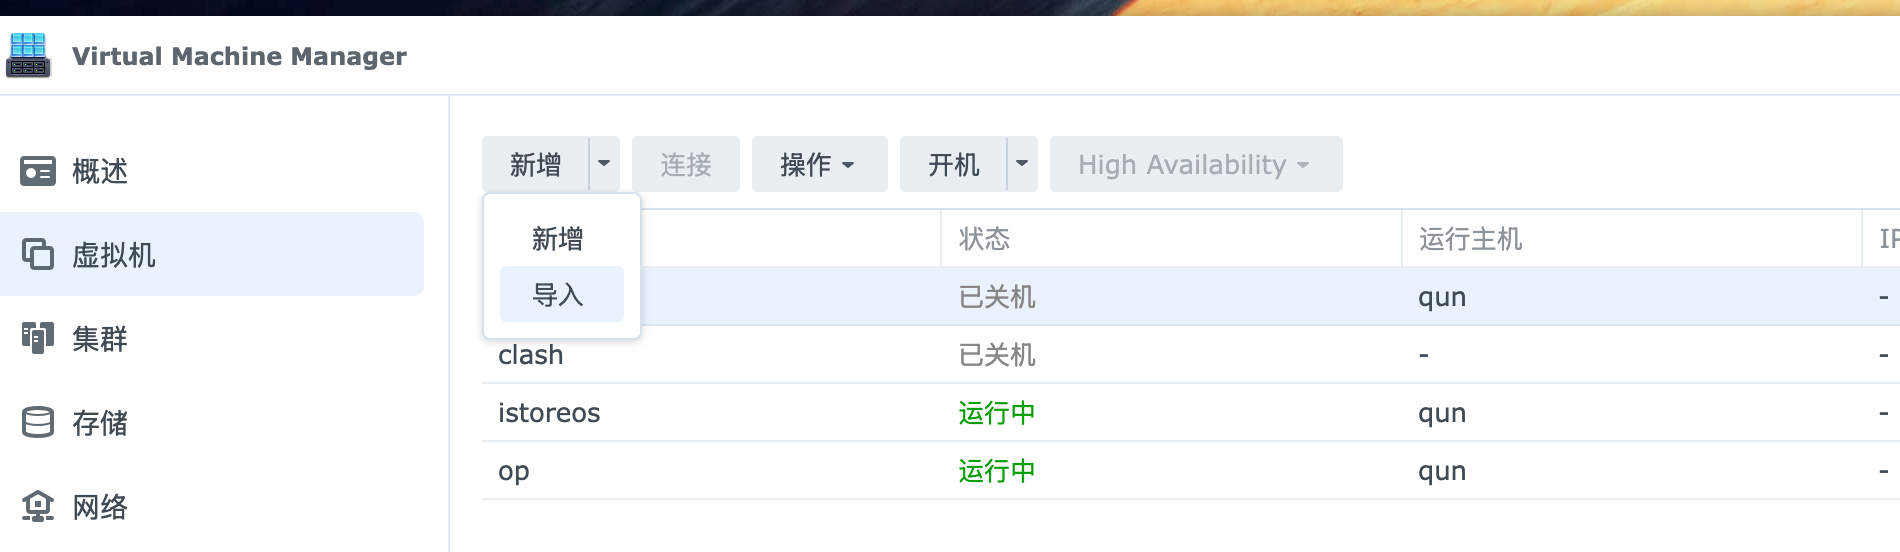 Virtual Machine Manager
新增 连接 操作 开机 High Availability
新增
导入
概述
虚拟机
集群
存储
网络
状态 运行主机 IP
已关机 qun -
clash 已关机 - -
istoreos 运行中 qun -
op 运行中 qun -